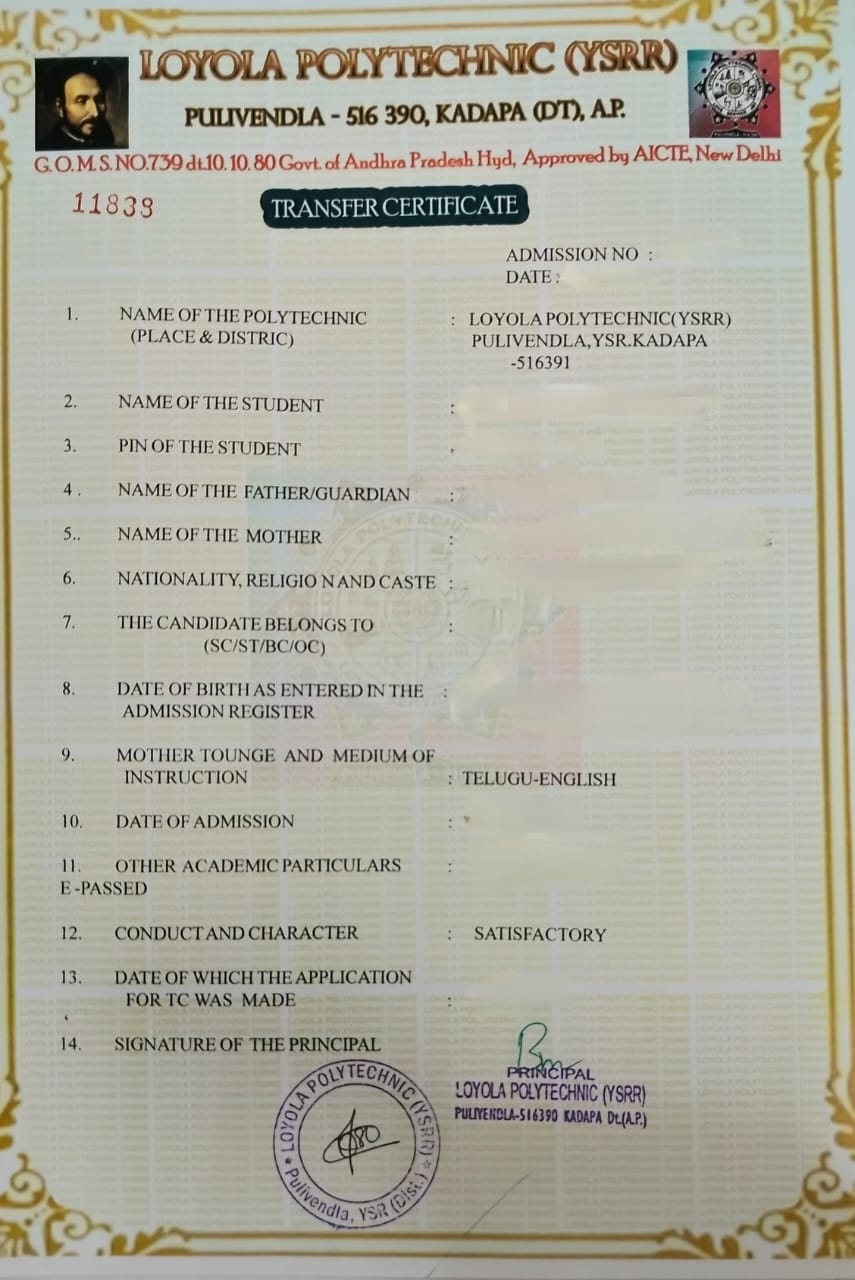 LOYOLA POLYTECHNIC (YSRR)
PULIVENDLA - 516 390, KADAPA (DT), A.P.
G.O.M.S.NO.739 dt.10.10.80 Govt. of Andhra Pradesh Hyd, Approved by AICTE, New Delhi
11838
TRANSFER CERTIFICATE
ADMISSION NO :
DATE :
1. NAME OF THE POLYTECHNIC : LOYOLA POLYTECHNIC(YSRR)
(PLACE & DISTRIC) PULIVENDLA,YSR.KADAPA
-516391
2. NAME OF THE STUDENT :
3. PIN OF THE STUDENT
4 . NAME OF THE FATHER/GUARDIAN :
5.. NAME OF THE MOTHER :
6. NATIONALITY, RELIGIO N AND CASTE :
7. THE CANDIDATE BELONGS TO :
(SC/ST/BC/OC)
8. DATE OF BIRTH AS ENTERED IN THE :
ADMISSION REGISTER
9. MOTHER TOUNGE AND MEDIUM OF
INSTRUCTION : TELUGU-ENGLISH
10. DATE OF ADMISSION :
11. OTHER ACADEMIC PARTICULARS :
E -PASSED
12. CONDUCT AND CHARACTER : SATISFACTORY
13. DATE OF WHICH THE APPLICATION
FOR TC WAS MADE :
14. SIGNATURE OF THE PRINCIPAL
PRINCIPAL
LOYOLA POLYTECHNIC (YSRR)
PULIVENDLA-516390 KADAPA Dt.(A.P.)
LOYOLA POLYTECHNIC (YSRR)
* Pulivendla, YSR (Dist.) *